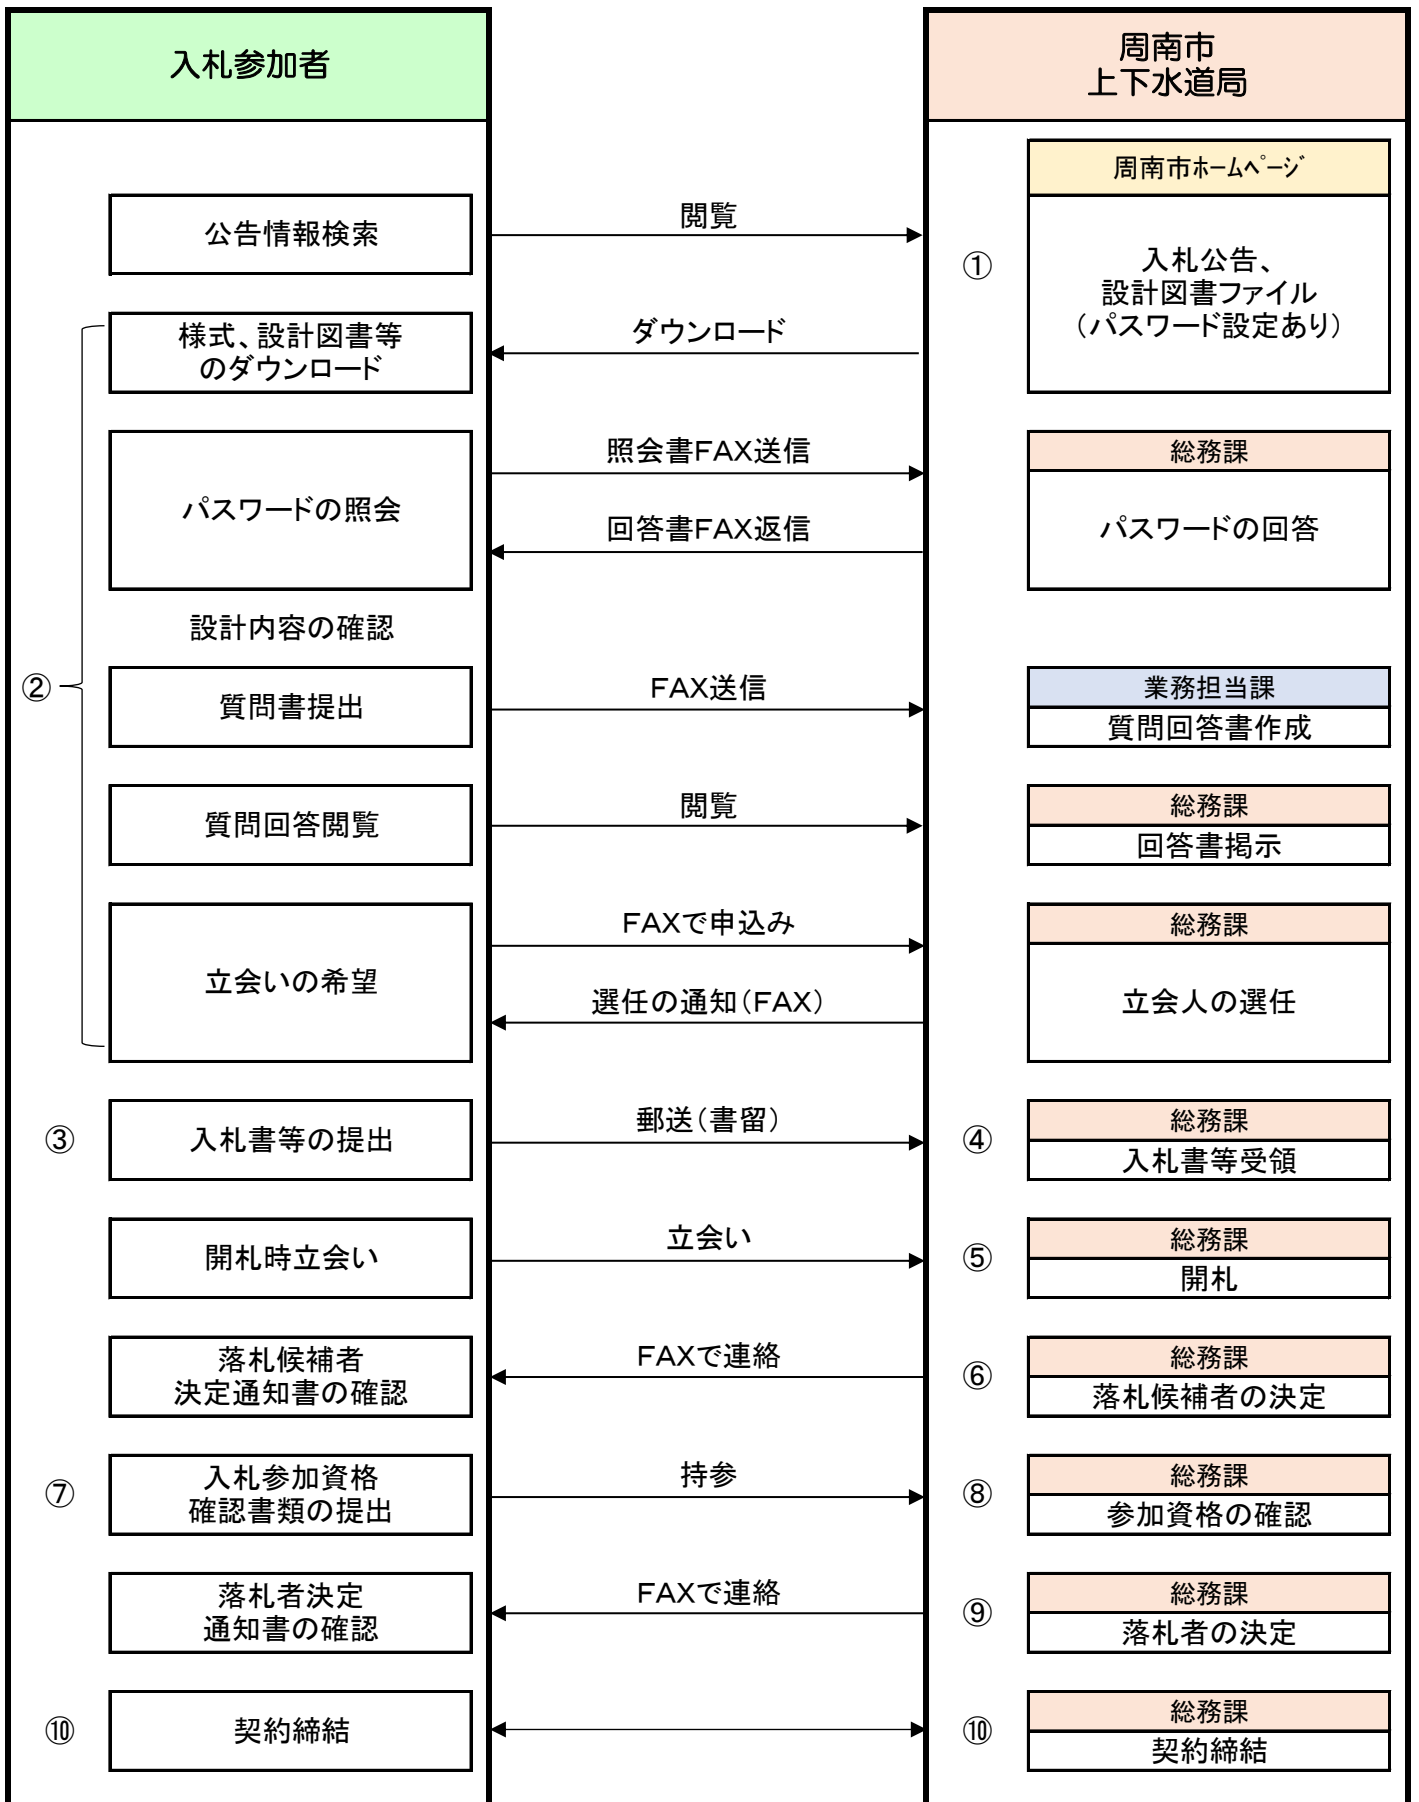 入札参加者
周南市
上下水道局
周南市ﾎｰﾑﾍﾟｰｼﾞ
公告情報検索
閲覧
①
入札公告、
設計図書ファイル
（パスワード設定あり）
様式、設計図書等
のダウンロード
ダウンロード
パスワードの照会
照会書FAX送信
回答書FAX返信
総務課
パスワードの回答
設計内容の確認
②
質問書提出
FAX送信
業務担当課
質問回答書作成
質問回答閲覧
閲覧
総務課
回答書掲示
立会いの希望
FAXで申込み
選任の通知（FAX）
総務課
立会人の選任
③
入札書等の提出
郵送（書留）
④
総務課
入札書等受領
開札時立会い
立会い
⑤
総務課
開札
落札候補者
決定通知書の確認
FAXで連絡
⑥
総務課
落札候補者の決定
⑦
入札参加資格
確認書類の提出
持参
⑧
総務課
参加資格の確認
落札者決定
通知書の確認
FAXで連絡
⑨
総務課
落札者の決定
⑩
契約締結
⑩
総務課
契約締結